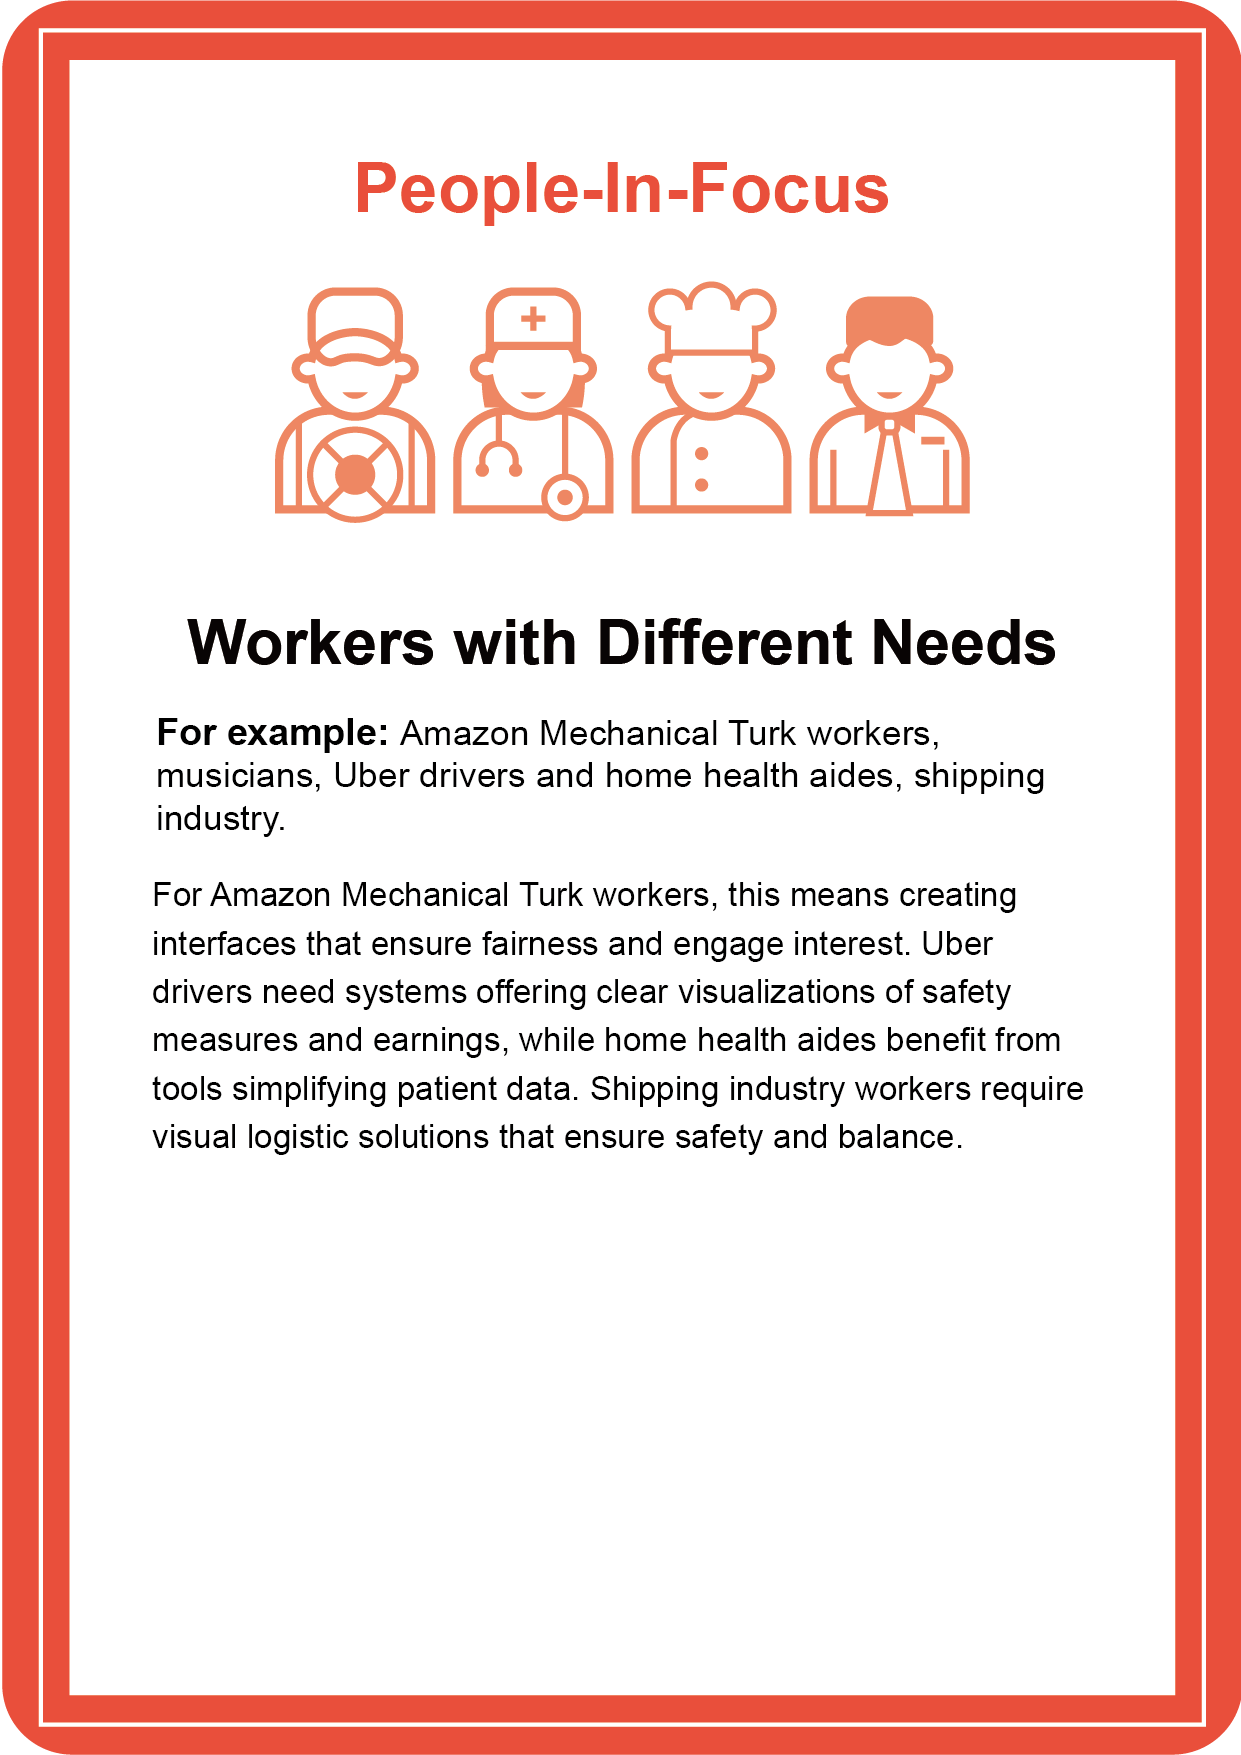 People-In-Focus
Workers with Different Needs
For example: Amazon Mechanical Turk workers,
musicians, Uber drivers and home health aides, shipping
industry.
For Amazon Mechanical Turk workers, this means creating
interfaces that ensure fairness and engage interest. Uber
drivers need systems offering clear visualizations of safety
measures and earnings, while home health aides benefit from
tools simplifying patient data. Shipping industry workers require
visual logistic solutions that ensure safety and balance.